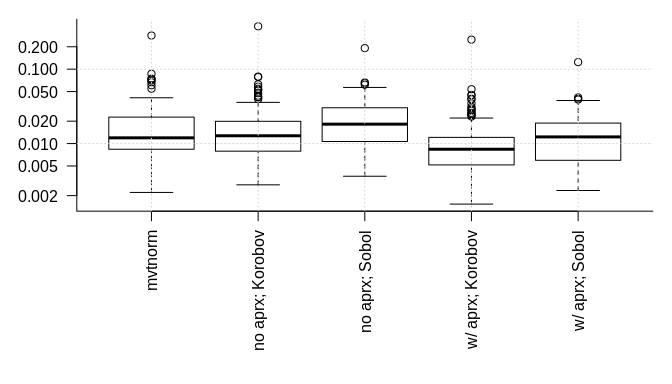 0.200
0.100
0.050
0.020
0.010
0.005
0.002
mvtnorm
no aprx; Korobov
no aprx; Sobol
w/ aprx; Korobov
w/ aprx; Sobol